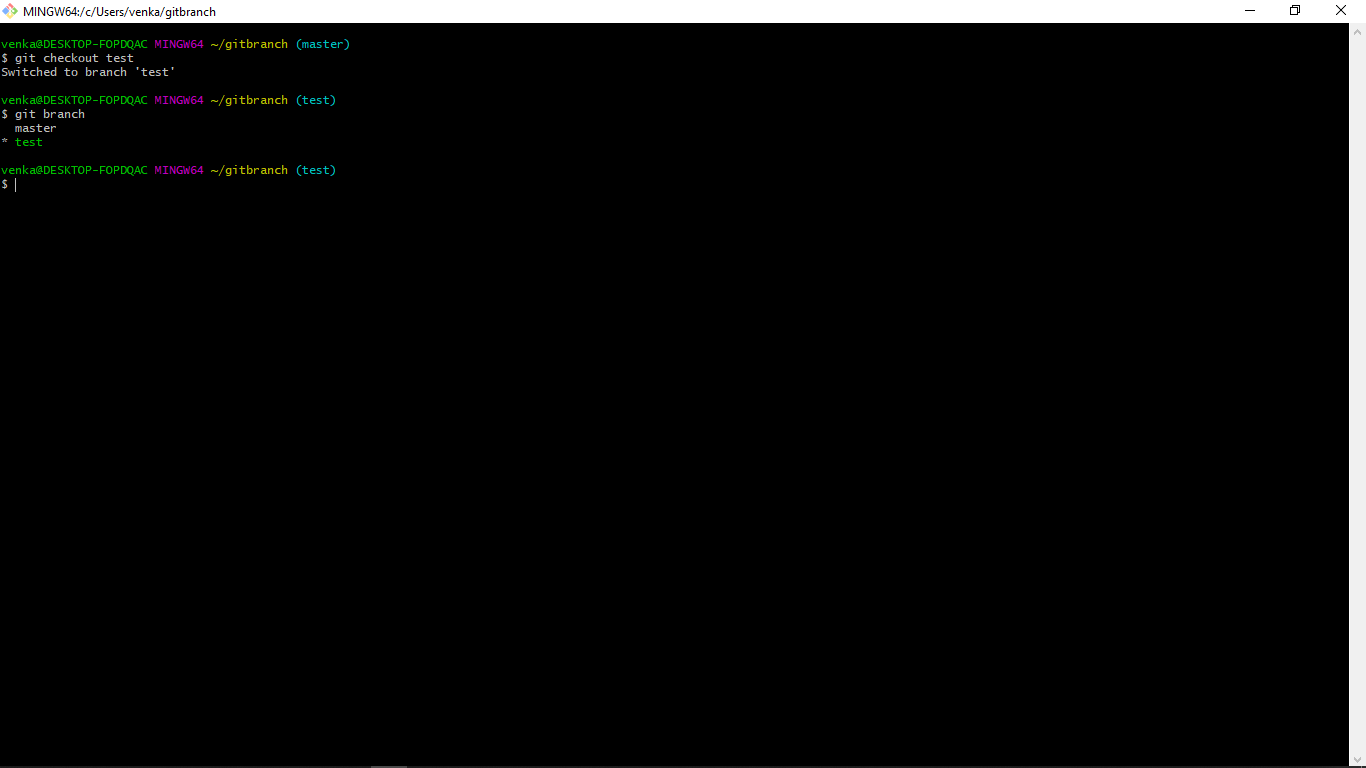 MINGW64:/c/Users/venka/gitbranch
venka@DESKTOP-FOPDQAC MINGW64 ~/gitbranch (master)
$ git checkout test
Switched to branch 'test'
venka@DESKTOP-FOPDQAC MINGW64 ~/gitbranch (test)
$ git branch
  master
* test
venka@DESKTOP-FOPDQAC MINGW64 ~/gitbranch (test)
$